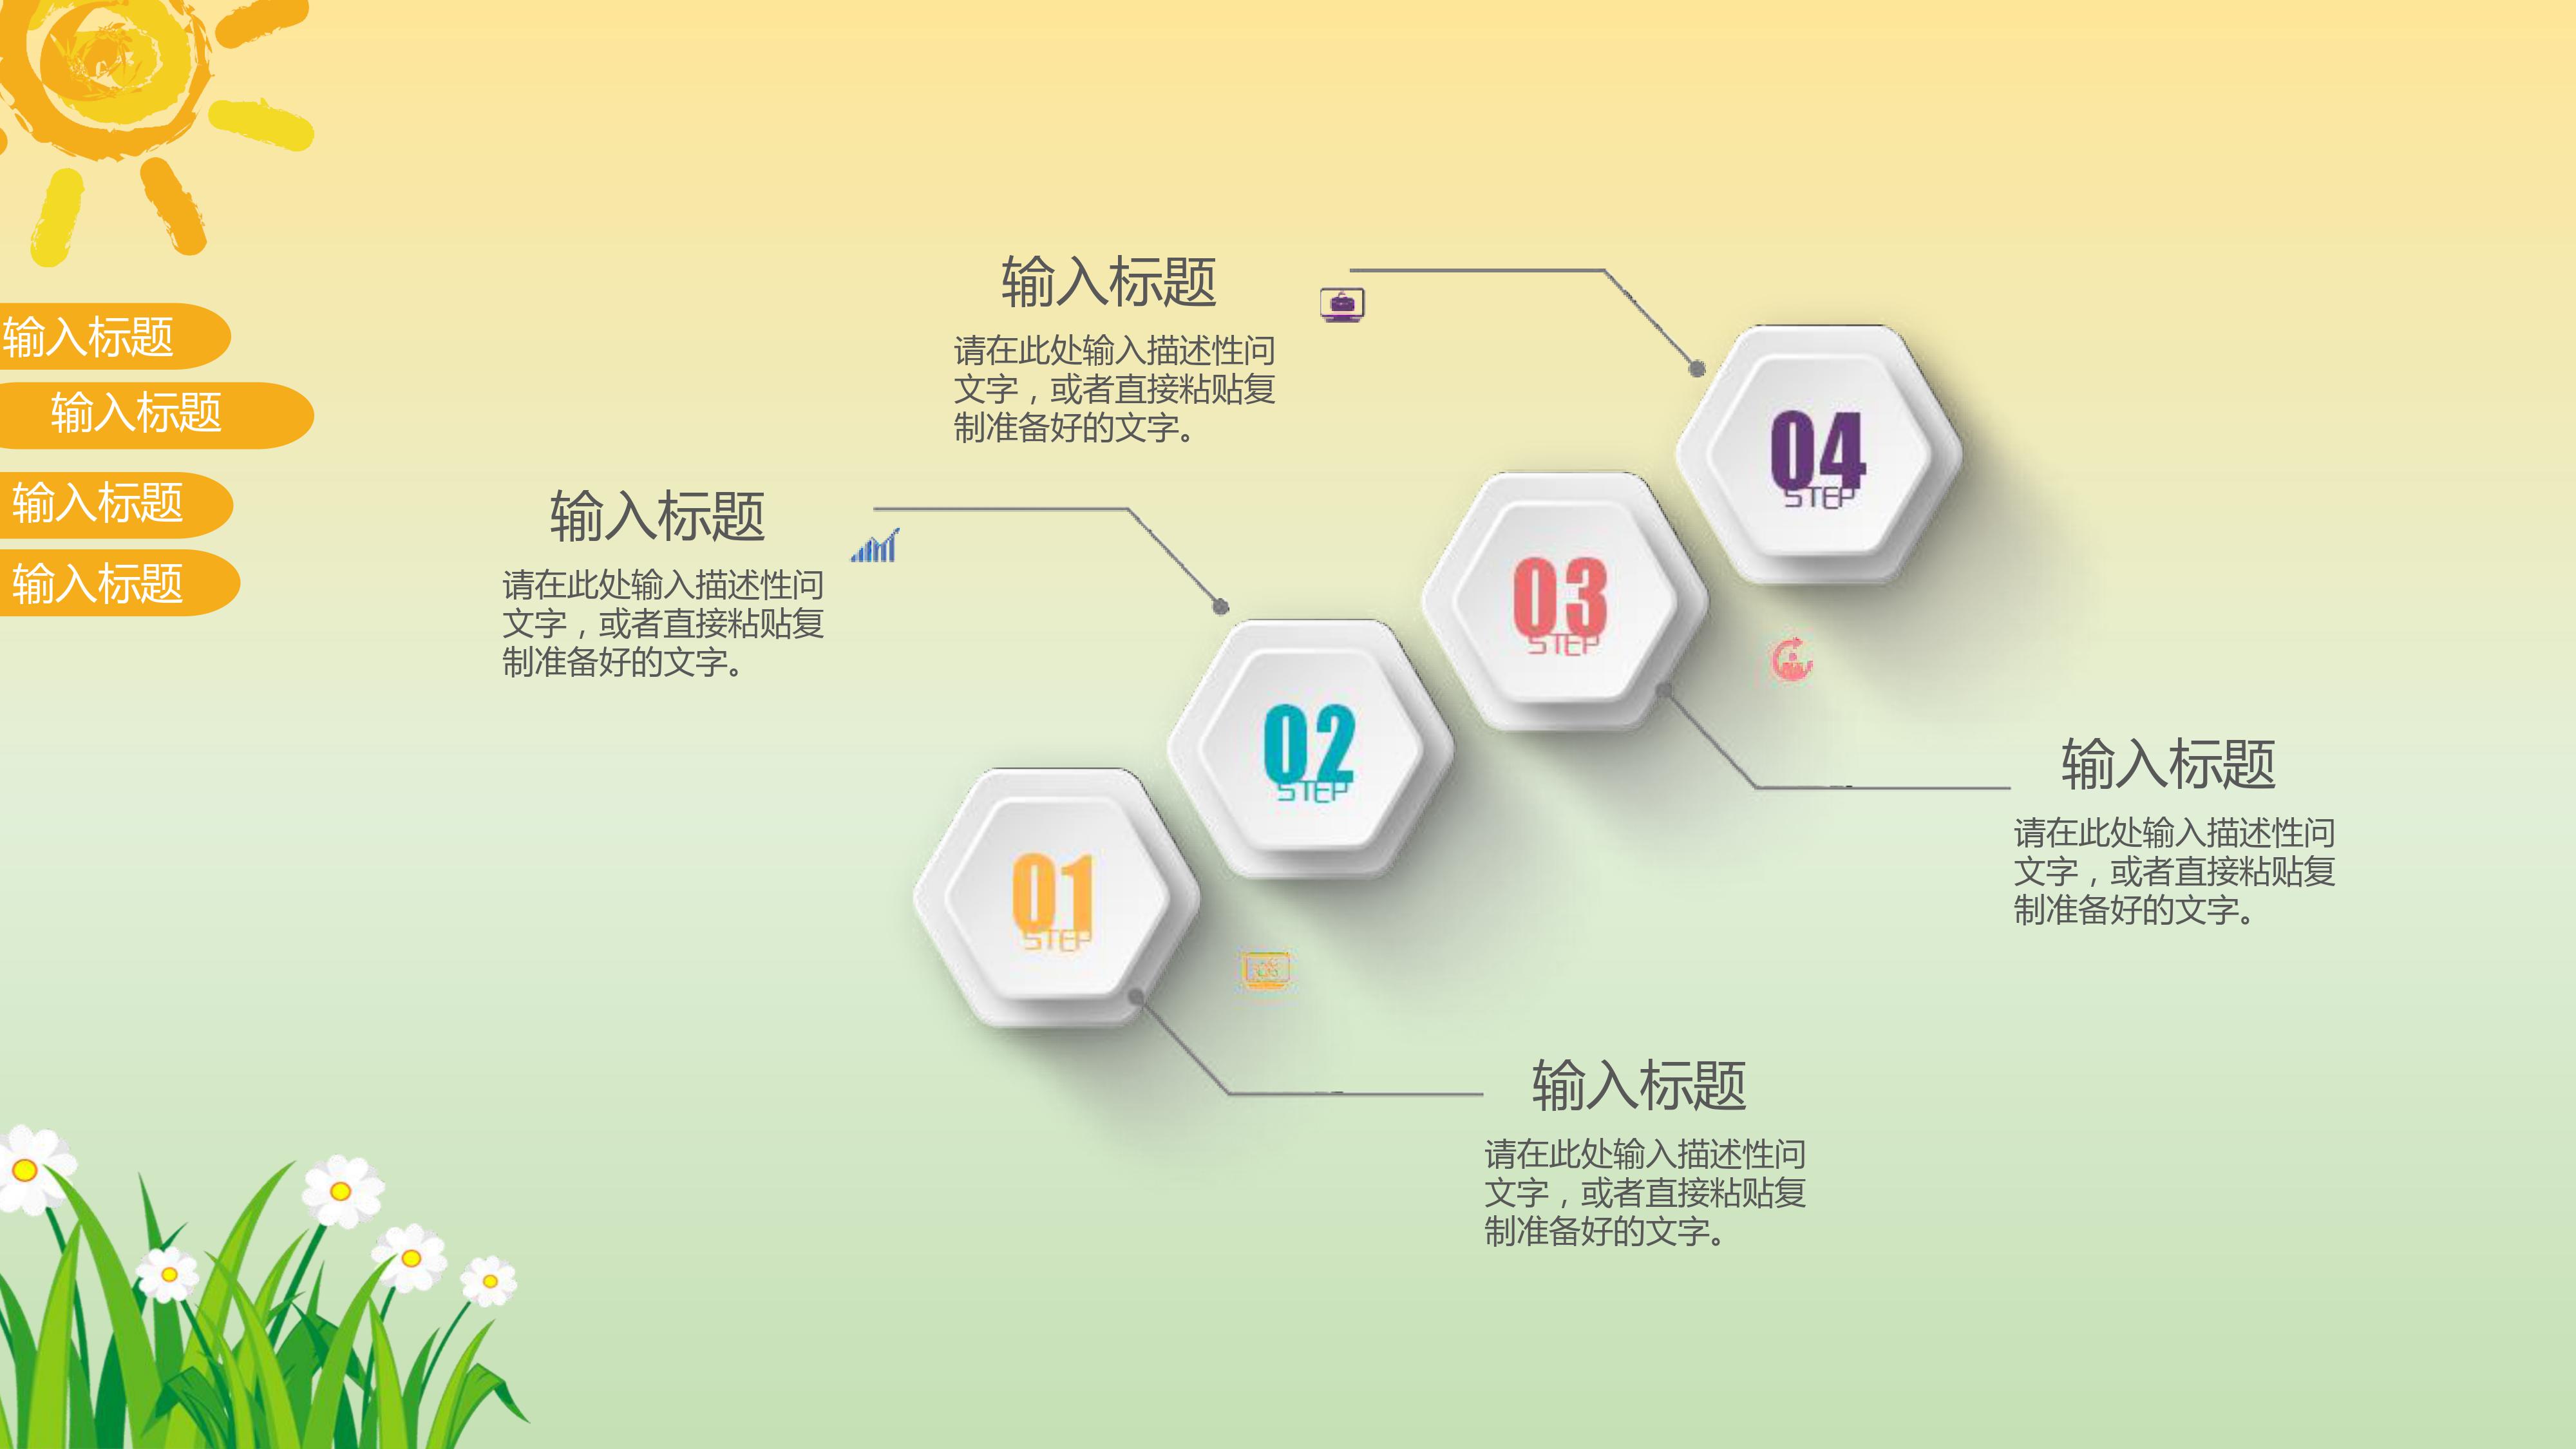 输入标题
输入标题
输入标题
输入标题
输入标题
请在此处输入描述性问
文字，或者直接粘贴复
制准备好的文字。
04
STEP
输入标题
请在此处输入描述性问
文字，或者直接粘贴复
制准备好的文字。
03
STEP
02
STEP
输入标题
请在此处输入描述性问
文字，或者直接粘贴复
制准备好的文字。
01
STEP
输入标题
请在此处输入描述性问
文字，或者直接粘贴复
制准备好的文字。